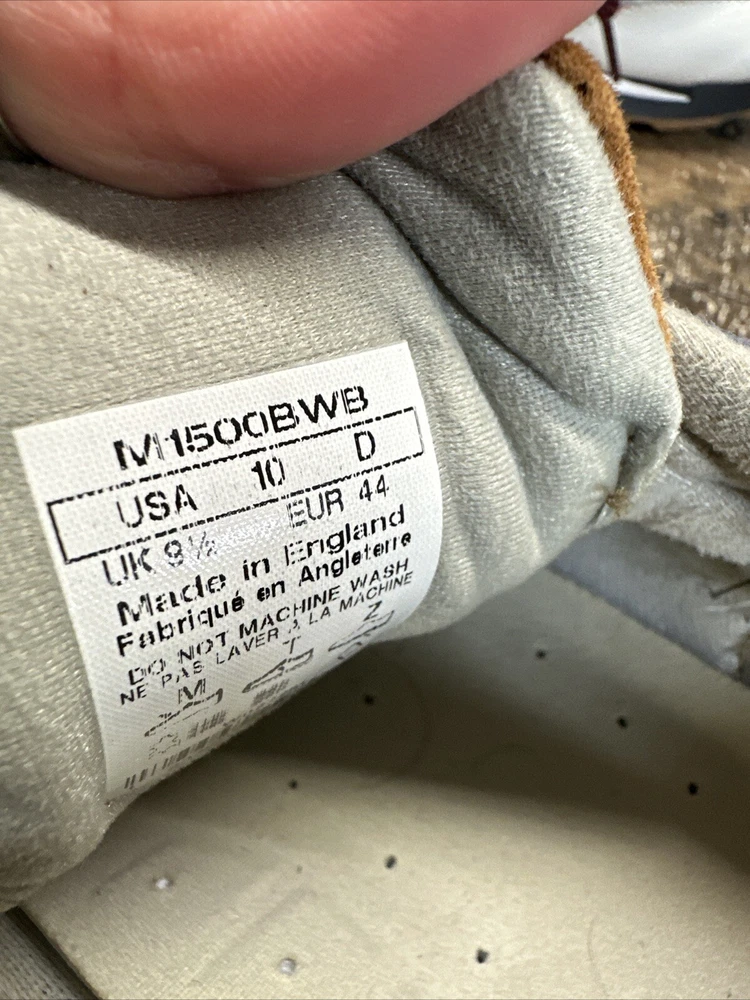 M1500BWB
USA 10 D
UK 9½ EUR 44
Made in England
Fabriqué en Angleterre
DO NOT MACHINE WASH
NE PAS LAVER À LA MACHINE